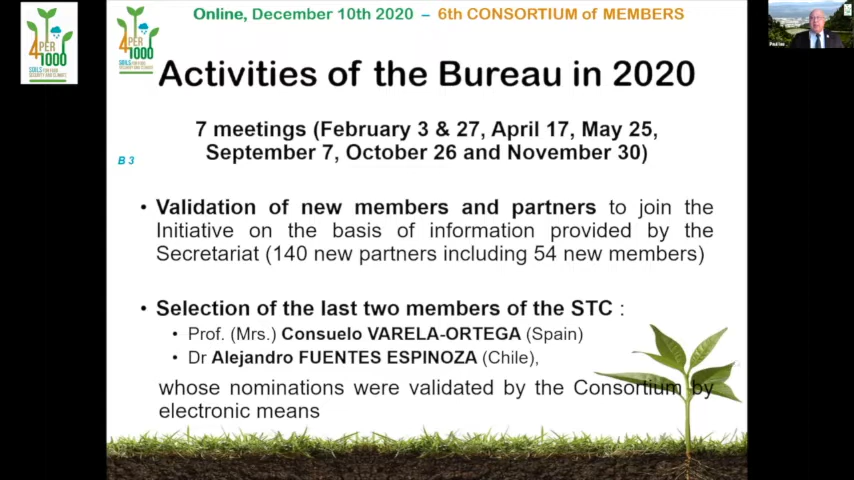 Online, December 10th 2020 – 6th CONSORTIUM of MEMBERS
4 PER 1000
4 PER 1000
Activities of the Bureau in 2020
7 meetings (February 3 & 27, April 17, May 25,
September 7, October 26 and November 30)
B 3
• Validation of new members and partners to join the
Initiative on the basis of information provided by the
Secretariat (140 new partners including 54 new members)
• Selection of the last two members of the STC :
• Prof. (Mrs.) Consuelo VARELA-ORTEGA (Spain)
• Dr Alejandro FUENTES ESPINOZA (Chile),
whose nominations were validated by the Consortium by
electronic means